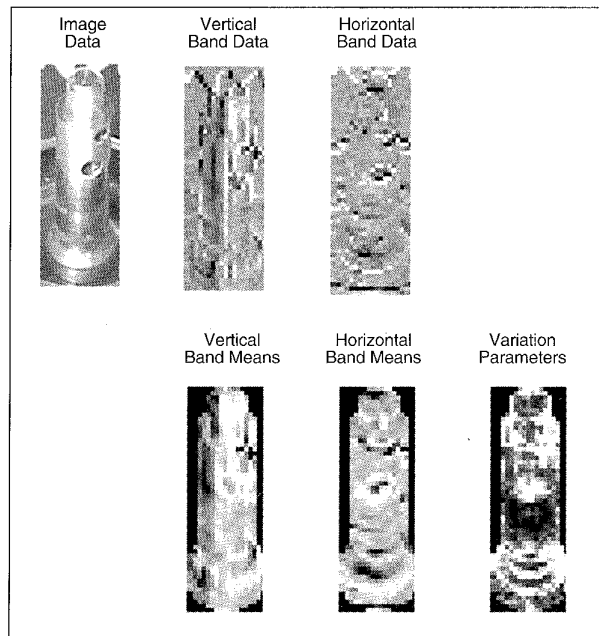 Image
Data
Vertical
Band Data
Horizontal
Band Data
Vertical
Band Means
Horizontal
Band Means
Variation
Parameters